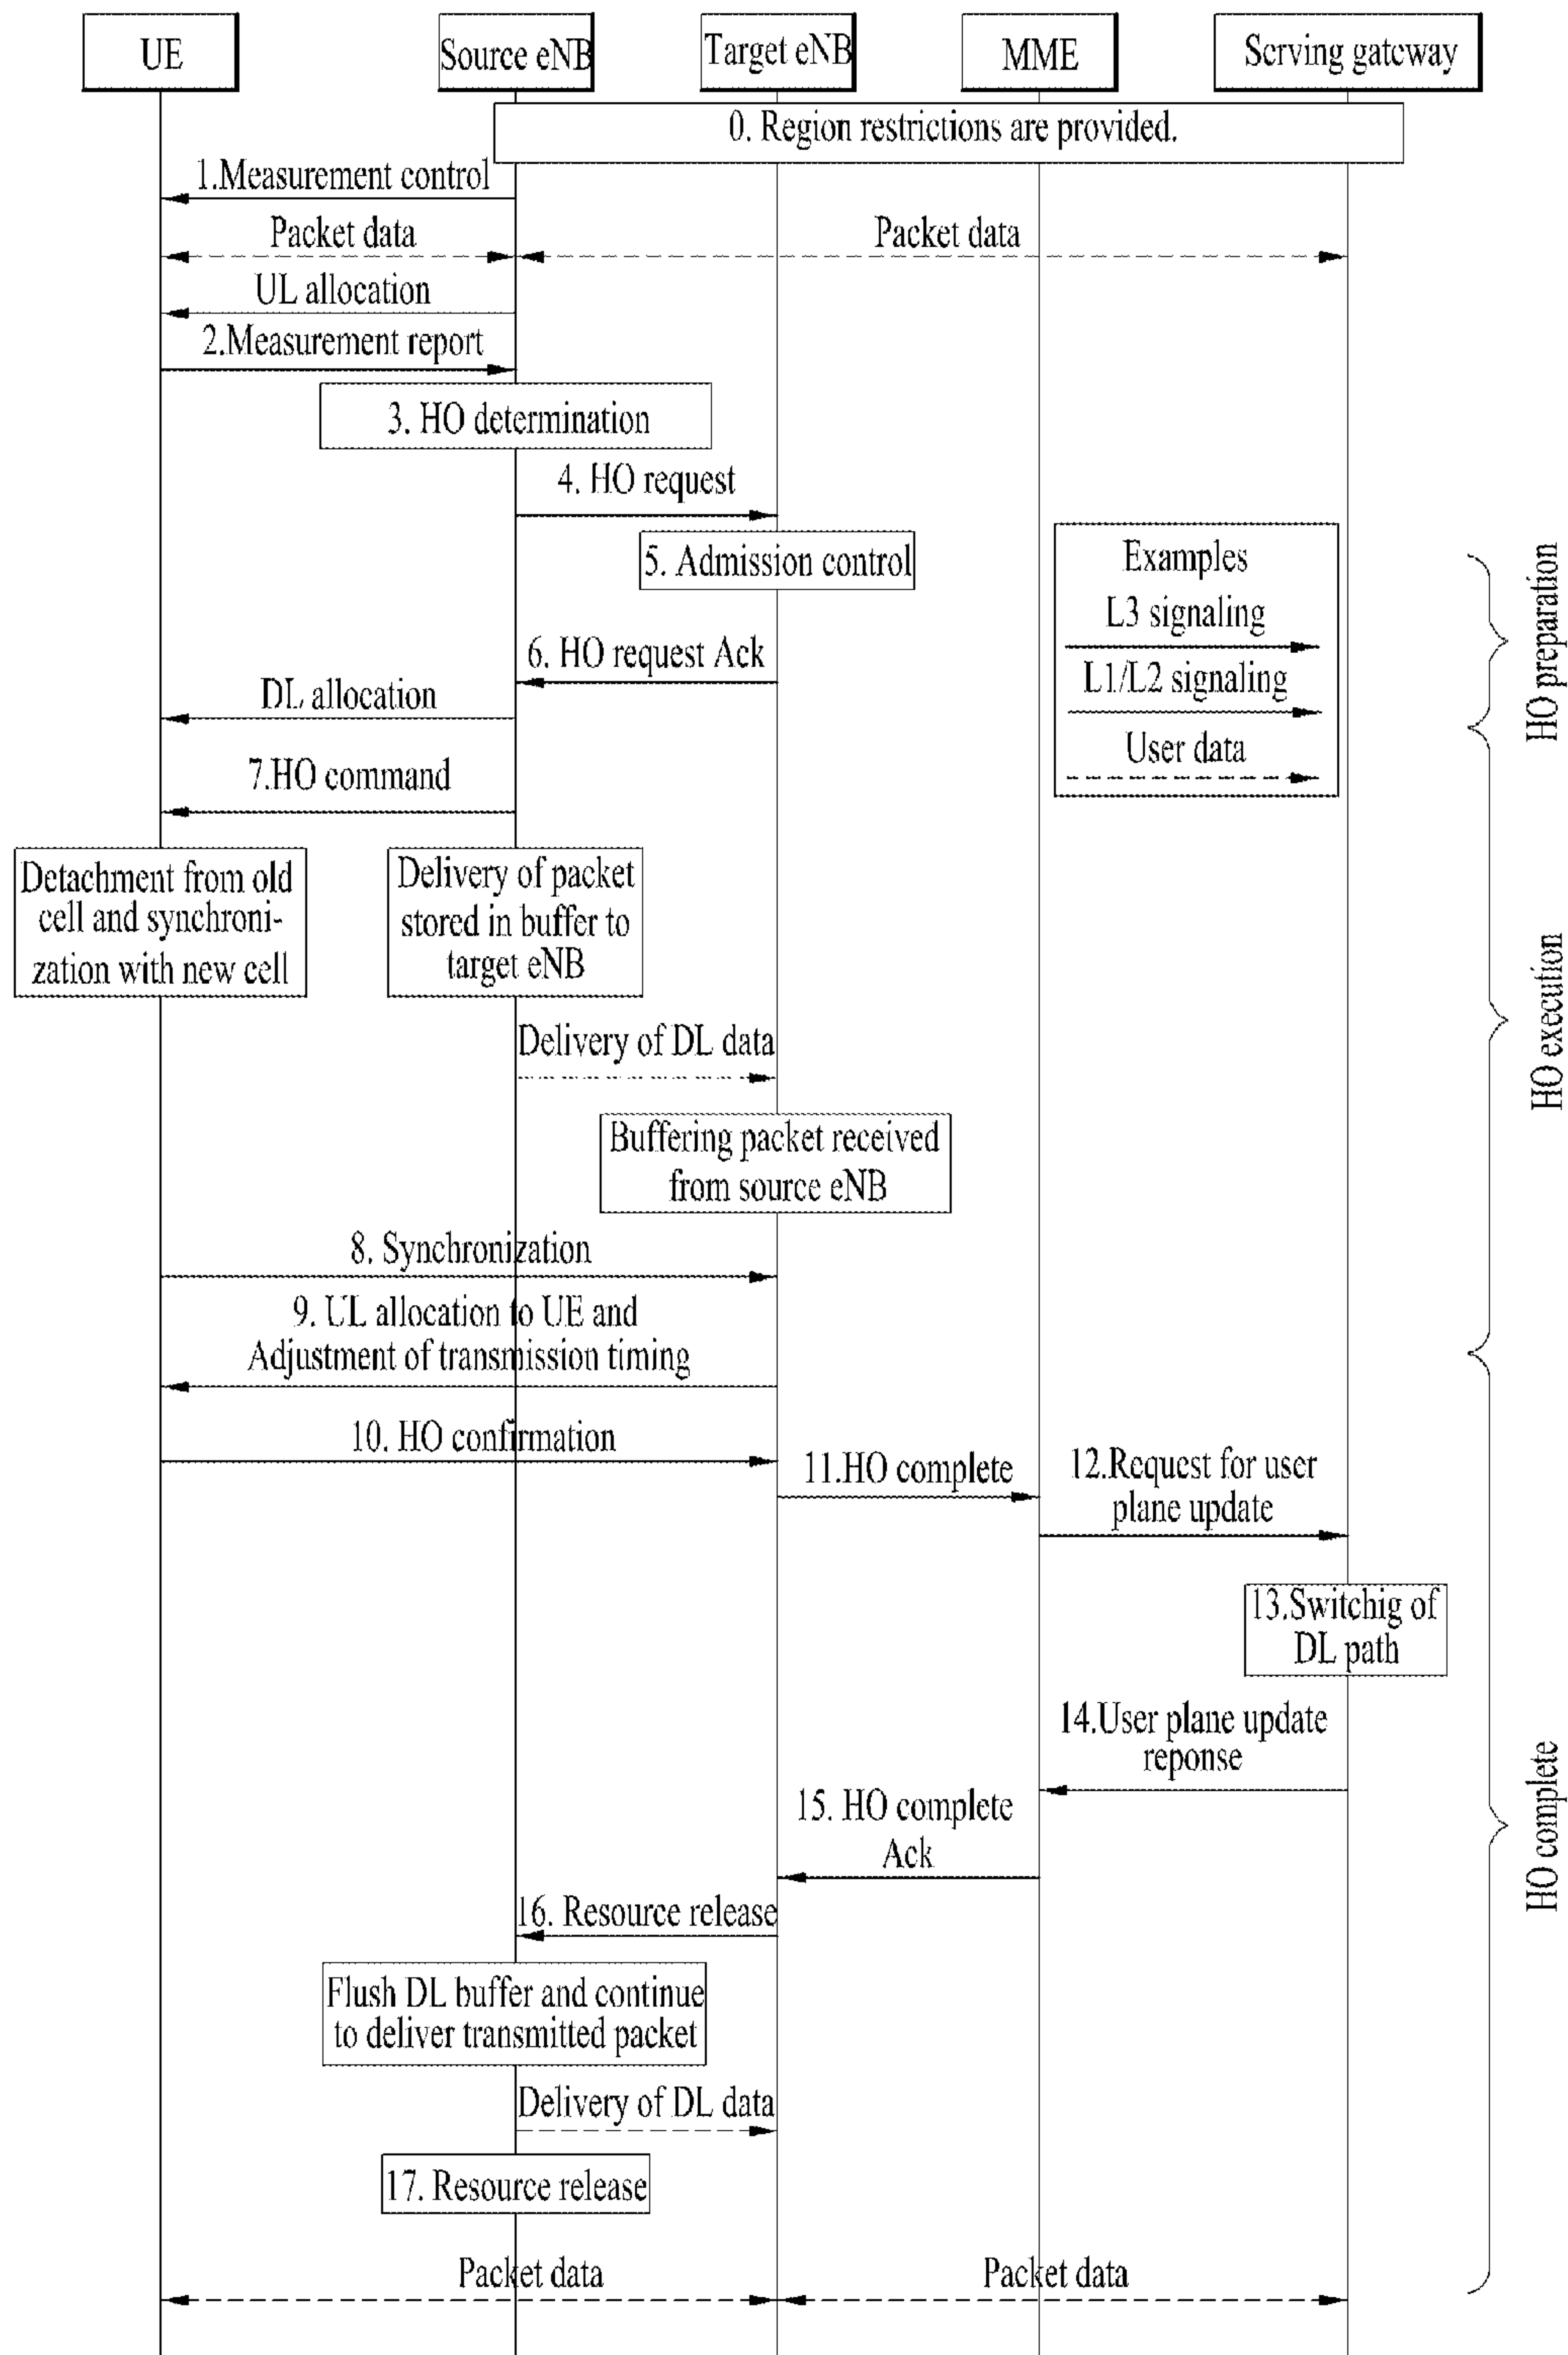 UE
Source eNB
Target eNB
MME
Serving gateway
0. Region restrictions are provided.
1.Measurement control
Packet data
Packet data
UL allocation
2.Measurement report
3. HO determination
4. HO request
5. Admission control
Examples
L3 signaling
L1/L2 signaling
User data
HO preparation
6. HO request Ack
DL allocation
7.HO command
Detachment from old
cell and synchroni-
zation with new cell
Delivery of packet
stored in buffer to
target eNB
HO execution
Delivery of DL data
Buffering packet received
from source eNB
8. Synchronization
9. UL allocation to UE and
Adjustment of transmission timing
10. HO confirmation
11.HO complete
12.Request for user
plane update
13.Switchig of
DL path
14.User plane update
reponse
15. HO complete
Ack
HO complete
16. Resource release
Flush DL buffer and continue
to deliver transmitted packet
Delivery of DL data
17. Resource release
Packet data
Packet data